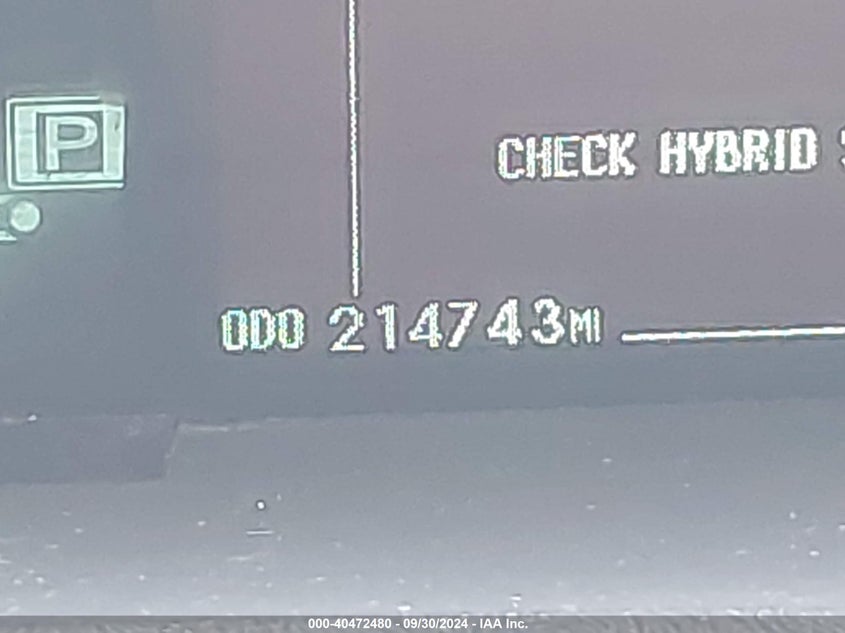 P
CHECK HYBRID
ODO 214743MI
000-40472480 - 09/30/2024 - IAA Inc.